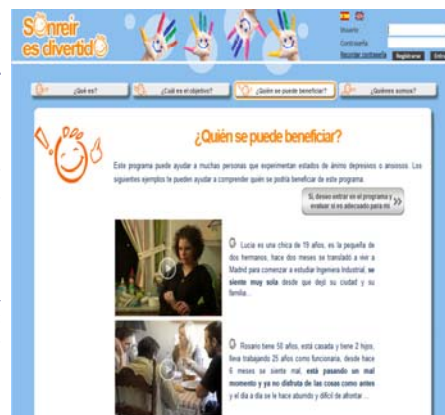 Sonreir
es divertido
Usuario
Contraseña
Recordar contraseña Registrarse
¿Qué es? ¿Cuál es el objetivo? ¿Quién se puede beneficiar? ¿Quiénes somos?
¿Quién se puede beneficiar?
Este programa puede ayudar a muchas personas que experimentan estados de ánimo depresivos o ansiosos. Los
siguientes ejemplos te pueden ayudar a comprender quién se podría beneficiar de este programa.
Si, deseo entrar en el programa y
evaluar si es adecuado para mi
Lucia es una chica de 19 años, es la pequeña de
dos hermanos, hace dos meses se transladó a vivir a
Madrid para comenzar a estudiar Ingenería Industrial, se
siente muy sola desde que dejó su ciudad y su
familia...
Rosario tiene 50 años, está casada y tiene 2 hijos,
lleva trabajando 25 años como funcionaria, desde hace
6 meses se siente mal, está pasando un mal
momento y ya no disfruta de las cosas como antes
y el día a día se le hace aburrido y difícil de afrontar ...